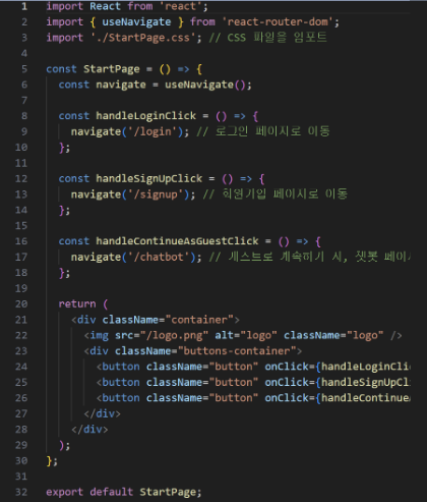 1 import React from 'react';
2 import { useNavigate } from 'react-router-dom';
3 import './StartPage.css'; // CSS 파일을 임포트
4
5 const StartPage = () => {
6 const navigate = useNavigate();
7
8 const handleLoginClick = () => {
9 navigate('/login'); // 로그인 페이지로 이동
10 };
11
12 const handleSignUpClick = () => {
13 navigate('/signup'); // 회원가입 페이지로 이동
14 };
15
16 const handleContinueAsGuestClick = () => {
17 navigate('/chatbot'); // 게스트로 계속하기 시, 챗봇 페이지
18 };
19
20 return (
21 <div className="container">
22 <img src="/logo.png" alt="logo" className="logo" />
23 <div className="buttons-container">
24 <button className="button" onClick={handleLoginCli
25 <button className="button" onClick={handleSignUpCl
26 <button className="button" onClick={handleContinue
27 </div>
28 </div>
29 );
30 };
31
32 export default StartPage;